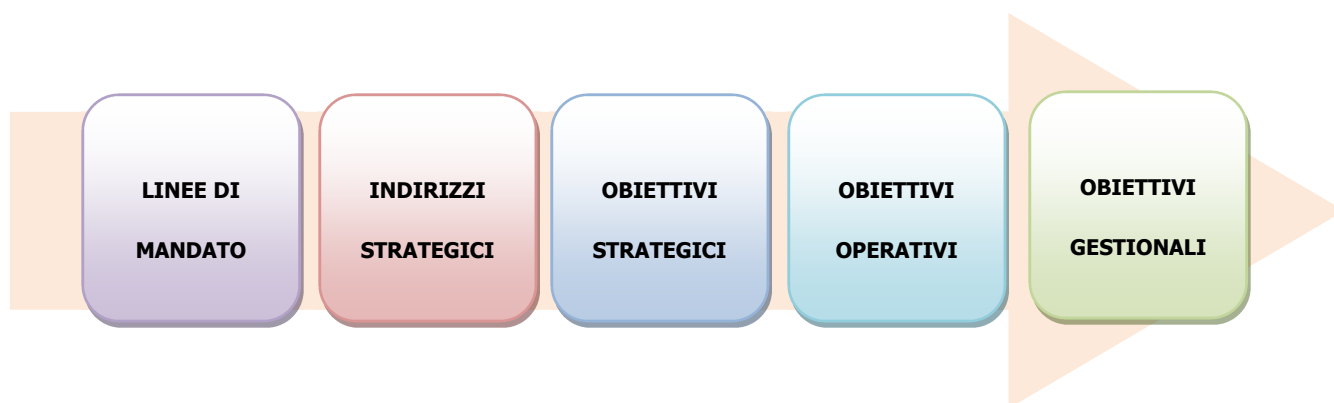 LINEE DI
MANDATO
INDIRIZZI
STRATEGICI
OBIETTIVI
STRATEGICI
OBIETTIVI
OPERATIVI
OBIETTIVI
GESTIONALI